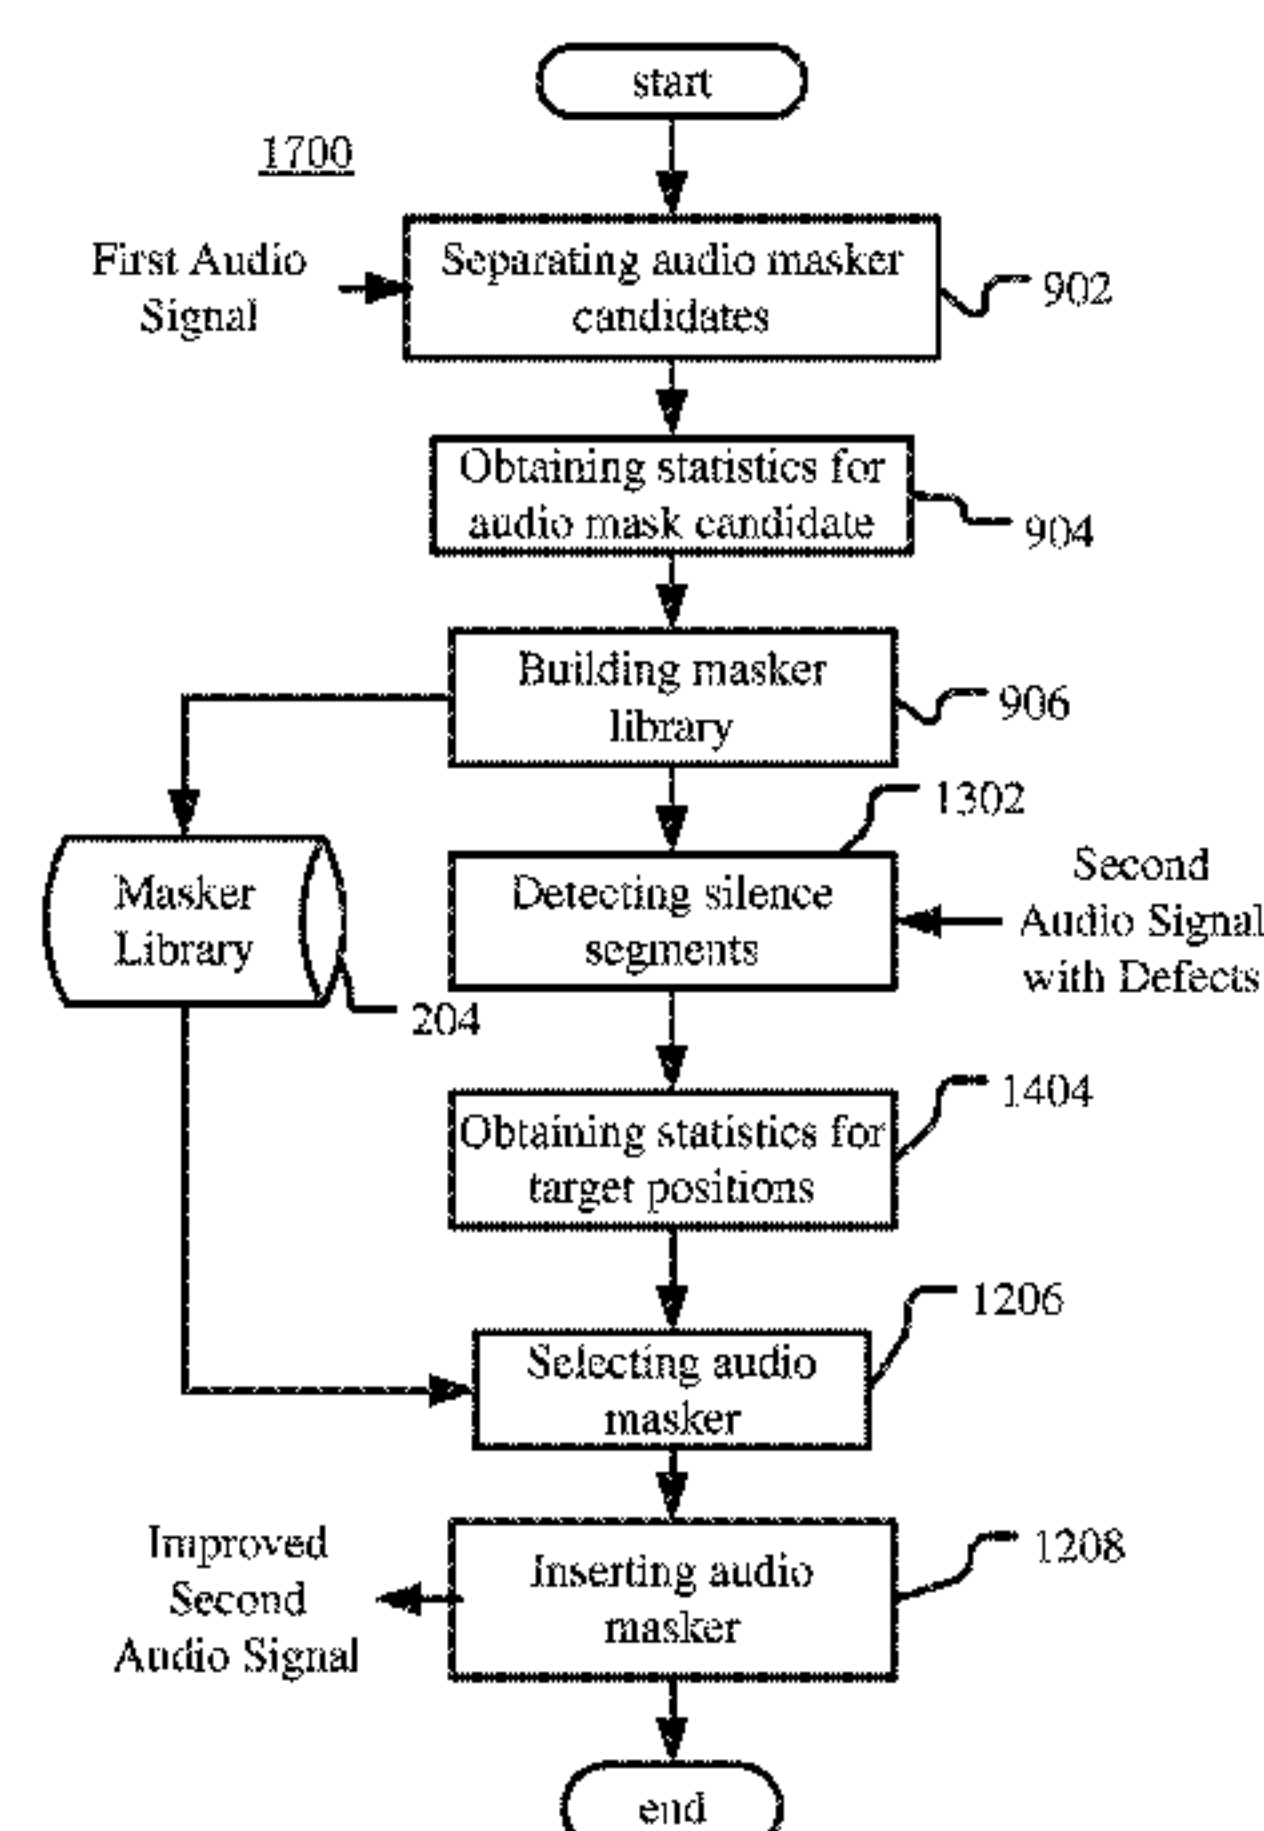 start
1700
First Audio
Signal
Separating audio masker
candidates
902
Obtaining statistics for
audio mask candidate
904
Building masker
library
906
1302
Masker
Library
204
Detecting silence
segments
Second
Audio Signal
with Defects
Obtaining statistics for
target positions
1404
Selecting audio
masker
1206
Improved
Second
Audio Signal
Inserting audio
masker
1208
end